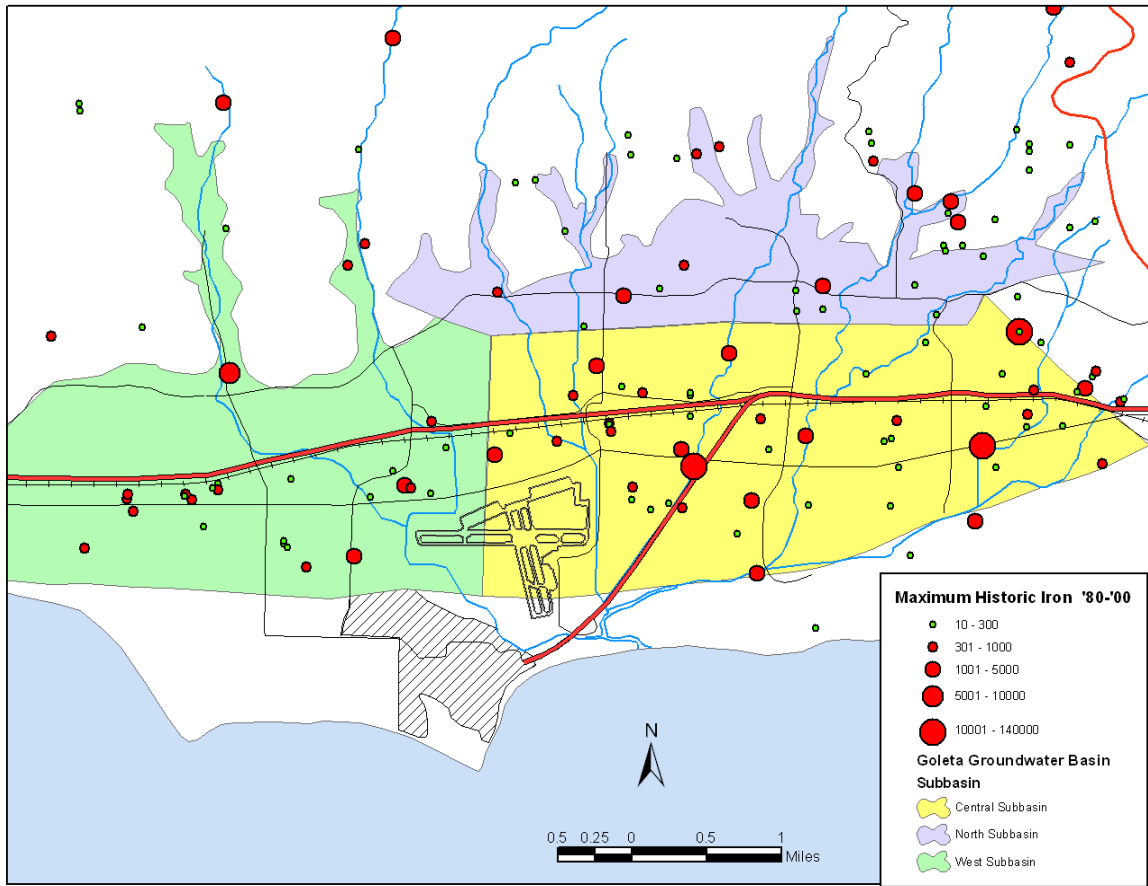 Maximum Historic Iron '80-'00
10 - 300
301 - 1000
1001 - 5000
5001 - 10000
10001 - 140000
Goleta Groundwater Basin
Subbasin
Central Subbasin
North Subbasin
West Subbasin
N
0.5 0.25 0 0.5 1
Miles